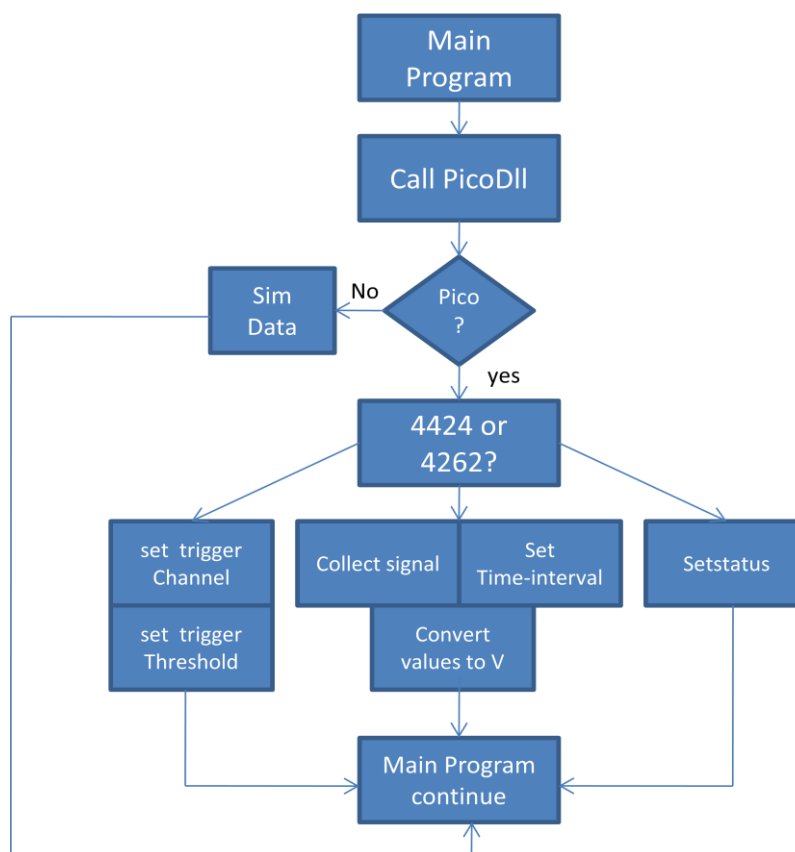 Main
Program
Call PicoDll
Pico
?
No
Sim
Data
yes
4424 or
4262?
set trigger
Channel
set trigger
Threshold
Collect signal
Set
Time-interval
Convert
values to V
Setstatus
Main Program
continue